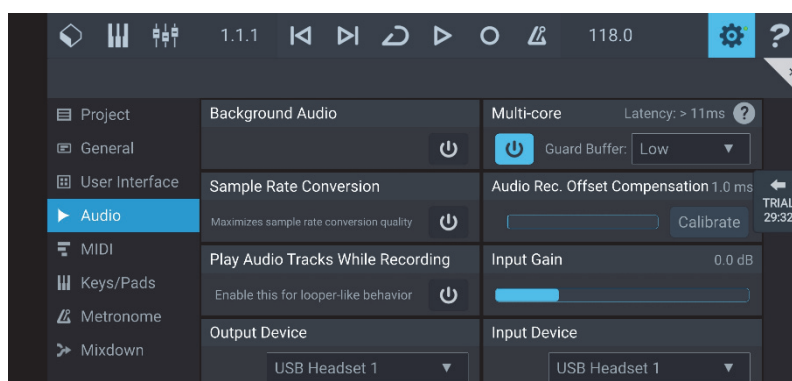 1.1.1
118.0
?
Project
General
User Interface
Audio
MIDI
Keys/Pads
Metronome
Mixdown
Background Audio
Sample Rate Conversion
Maximizes sample rate conversion quality
Play Audio Tracks While Recording
Enable this for looper-like behavior
Output Device
USB Headset 1
Multi-core Latency: > 11ms ?
Guard Buffer: Low
Audio Rec. Offset Compensation 1.0 ms
Calibrate
Input Gain 0.0 dB
Input Device
USB Headset 1
TRIAL
29:32